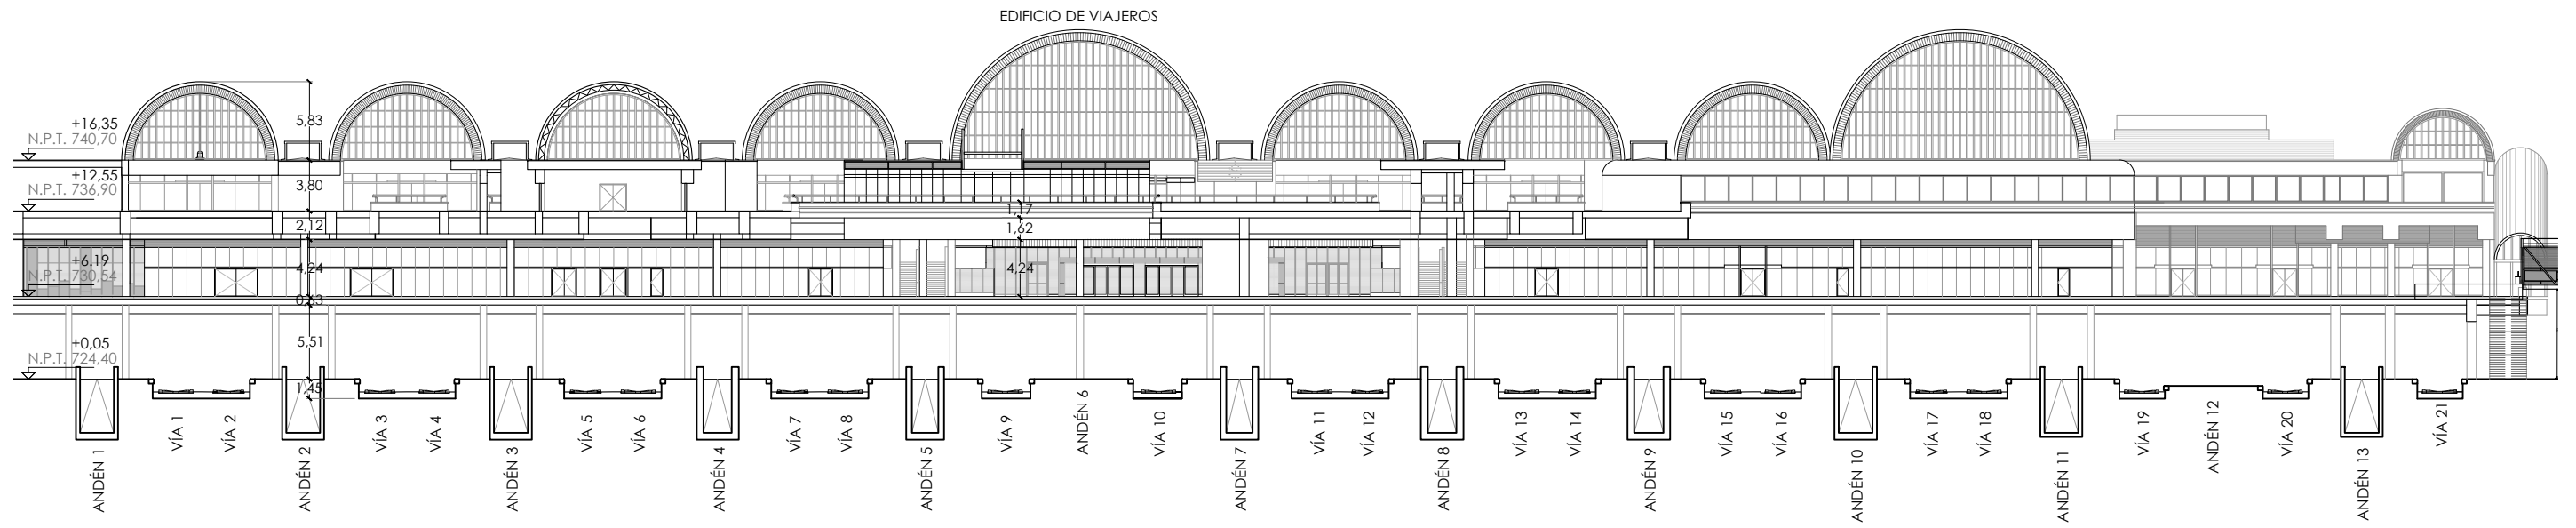 EDIFICIO DE VIAJEROS
5,83
+16,35
N.P.T. 740,70
+12,55
N.P.T. 736,90
3,80
1,17
2,12
1,62
+6.19
N.P.T. 730,54
4,24
4,24
5,51
+0,05
N.P.T. 724,40
1,45
ANDÉN 1
VÍA 1
VÍA 2
ANDÉN 2
VÍA 3
VÍA 4
ANDÉN 3
VÍA 5
VÍA 6
ANDÉN 4
VÍA 7
VÍA 8
ANDÉN 5
VÍA 9
ANDÉN 6
VÍA 10
ANDÉN 7
VÍA 11
VÍA 12
ANDÉN 8
VÍA 13
VÍA 14
ANDÉN 9
VÍA 15
VÍA 16
ANDÉN 10
VÍA 17
VÍA 18
ANDÉN 11
VÍA 19
ANDÉN 12
VÍA 20
ANDÉN 13
VÍA 21